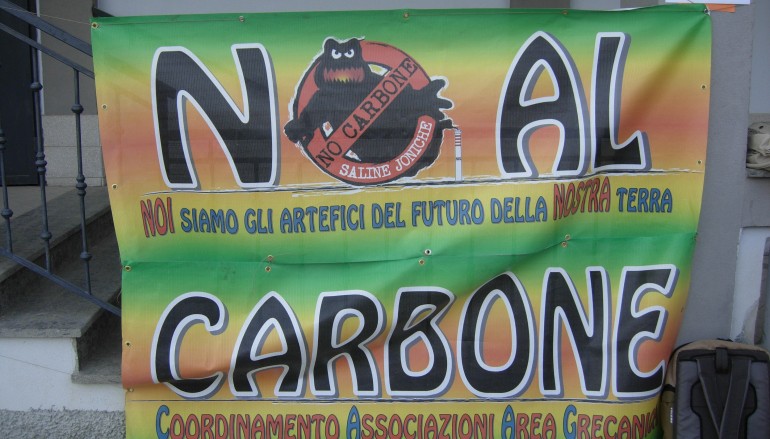 NO AL
NO CARBONE
SALINE JONICHE
NOI SIAMO GLI ARTEFICI DEL FUTURO DELLA NOSTRA TERRA
CARBONE
COORDINAMENTO ASSOCIAZIONI AREA GRECANICA